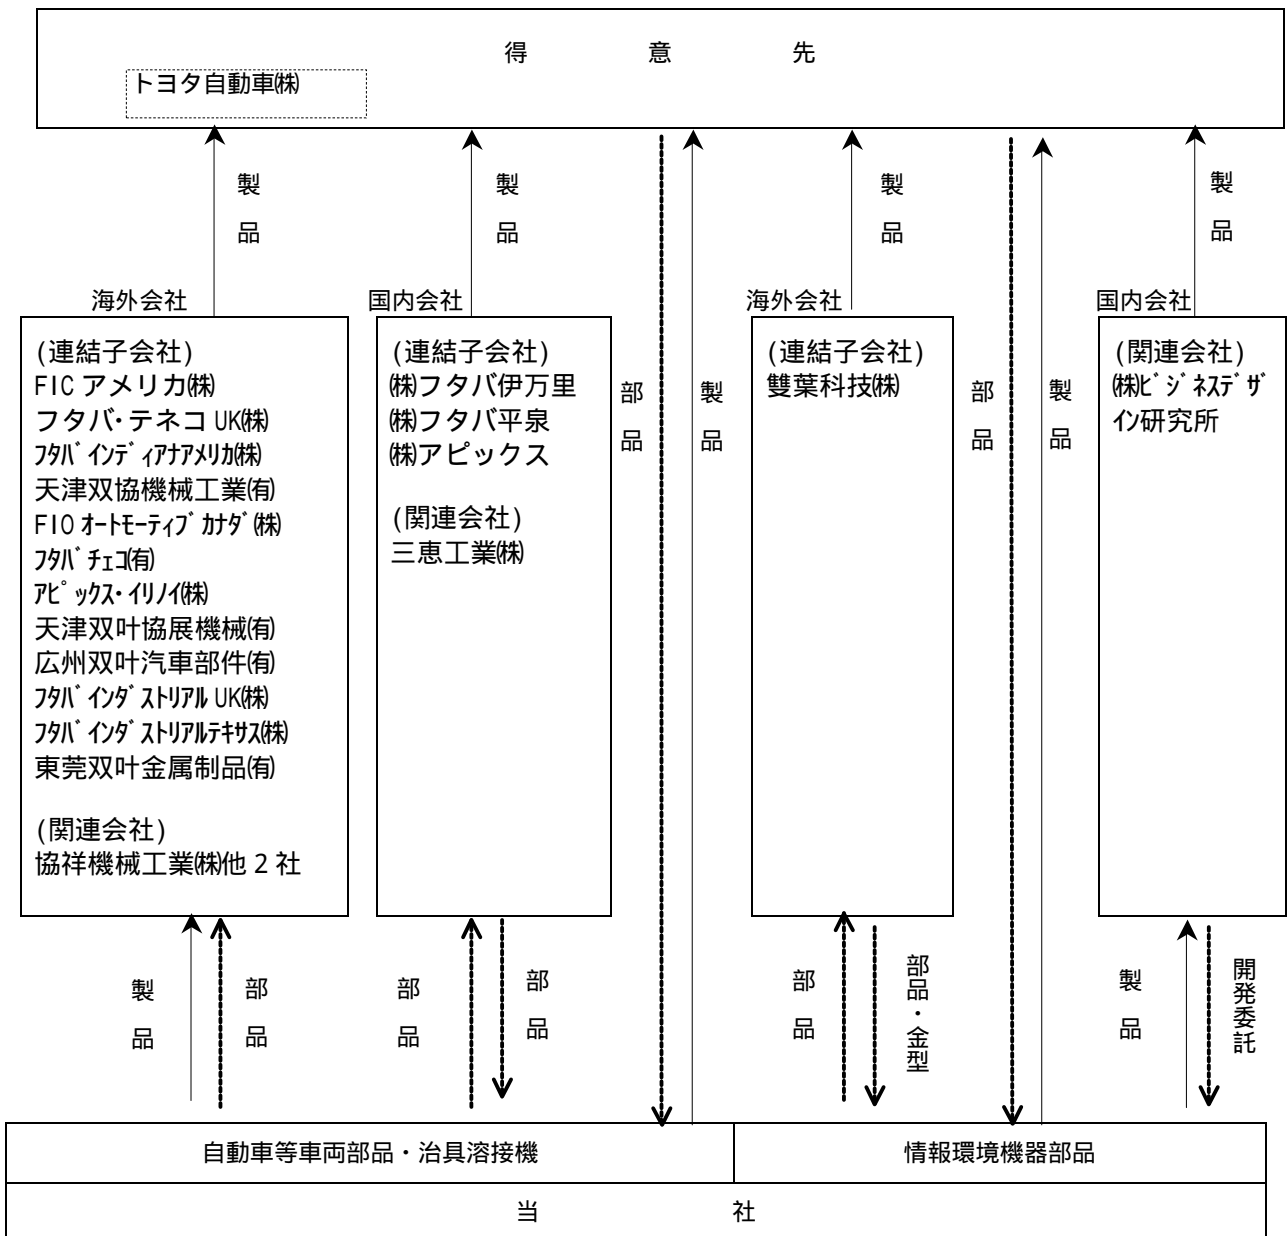 得意先
トヨタ自動車㈱
製品
製品
製品
製品
海外会社
国内会社
海外会社
国内会社
(連結子会社)
FICアメリカ㈱
フタバ・テネコUK㈱
ﾌﾀﾊﾞｲﾝﾃﾞｨｱﾅｱﾒﾘｶ㈱
天津双協機械工業㈲
FIOｵｰﾄﾓｰﾃｨﾌﾞｶﾅﾀﾞ㈱
ﾌﾀﾊﾞﾁｪｺ㈲
ｱﾋﾟｯｸｽ・ｲﾘﾉｲ㈱
天津双叶協展機械㈲
広州双叶汽車部件㈲
ﾌﾀﾊﾞｲﾝﾀﾞｽﾄﾘｱﾙUK㈱
ﾌﾀﾊﾞｲﾝﾀﾞｽﾄﾘｱﾙﾃｷｻｽ㈱
東莞双叶金属制品㈲
(関連会社)
協祥機械工業㈱他2社
(連結子会社)
㈱フタバ伊万里
㈱フタバ平泉
㈱アピックス
(関連会社)
三恵工業㈱
部品
製品
(連結子会社)
雙葉科技㈱
部品
製品
(関連会社)
㈱ﾋﾞｼﾞﾈｽﾃﾞｻﾞ
ｲﾝ研究所
製品
部品
部品
部品
部品
部品・金型
製品
開発委託
自動車等車両部品・治具溶接機
情報環境機器部品
当社